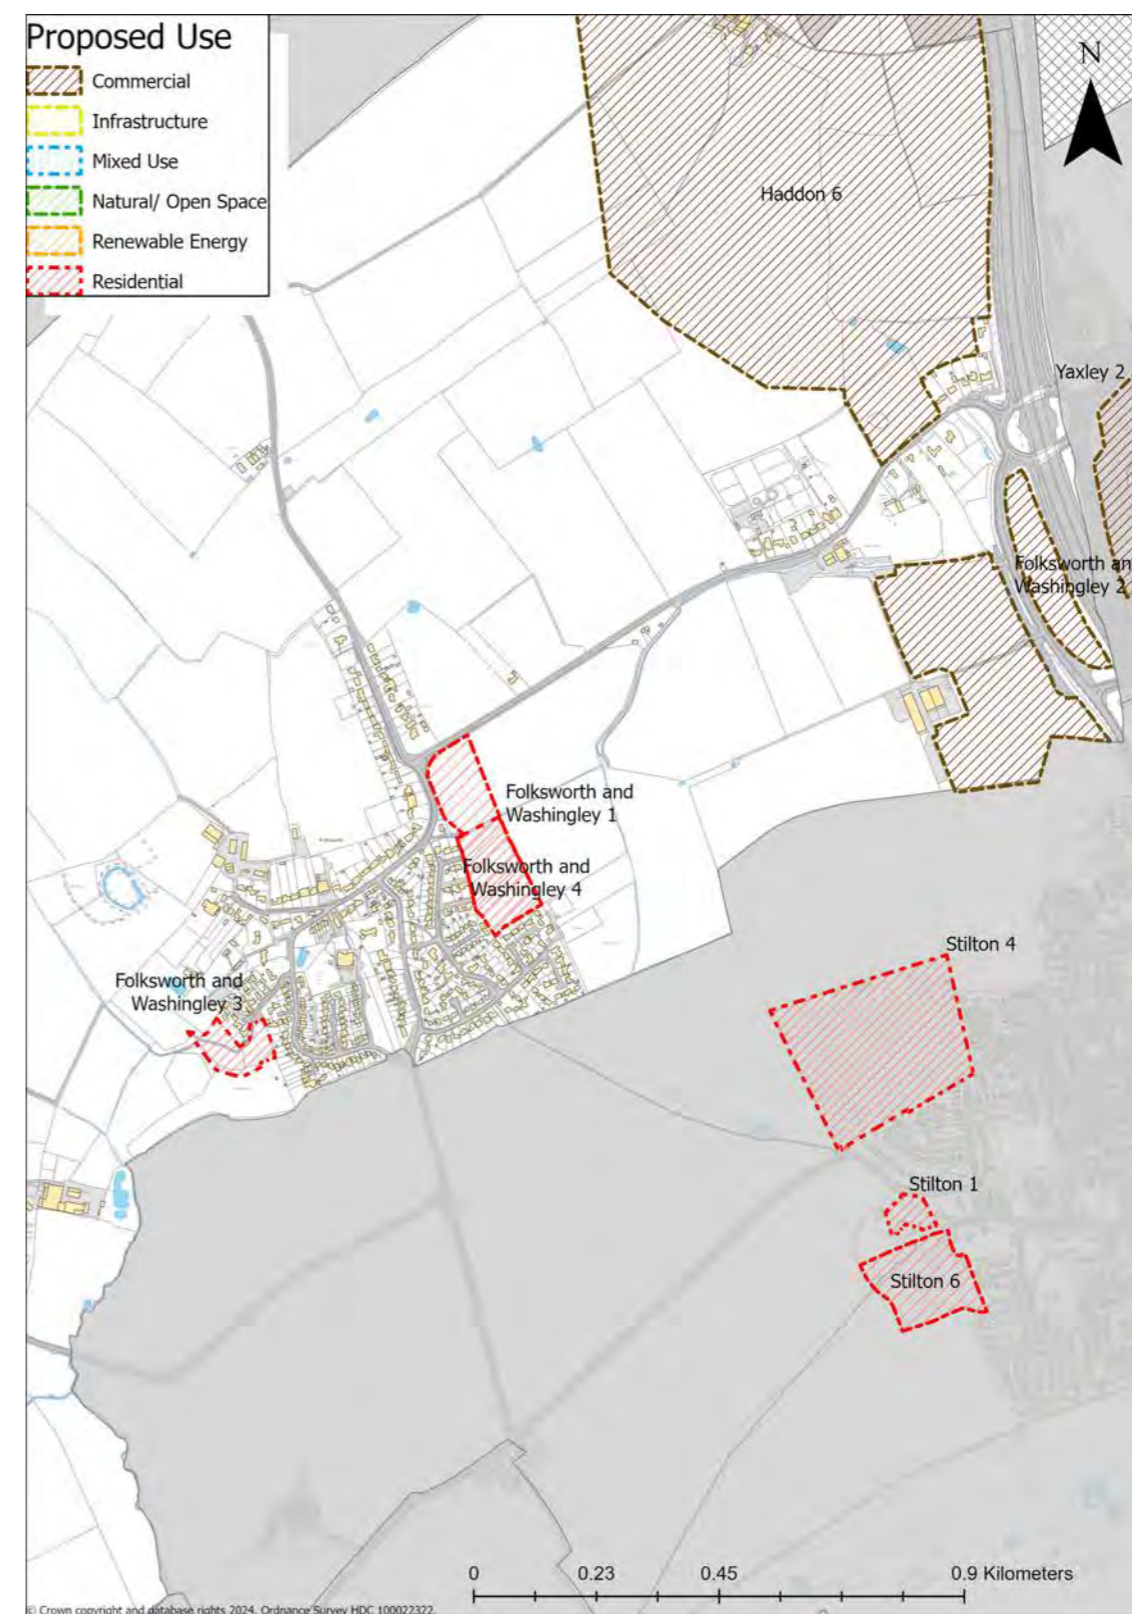 Proposed Use
Commercial
Infrastructure
Mixed Use
Natural/ Open Space
Renewable Energy
Residential
N
Haddon 6
Yaxley 2
Folksworth an
Washingley 2
Folksworth and
Washingley 1
Folksworth and
Washingley 4
Stilton 4
Folksworth and
Washingley 3
Stilton 1
Stilton 6
0
0.23
0.45
0.9 Kilometers
© Crown copyright and database rights 2024. Ordnance Survey HDC 100022322.